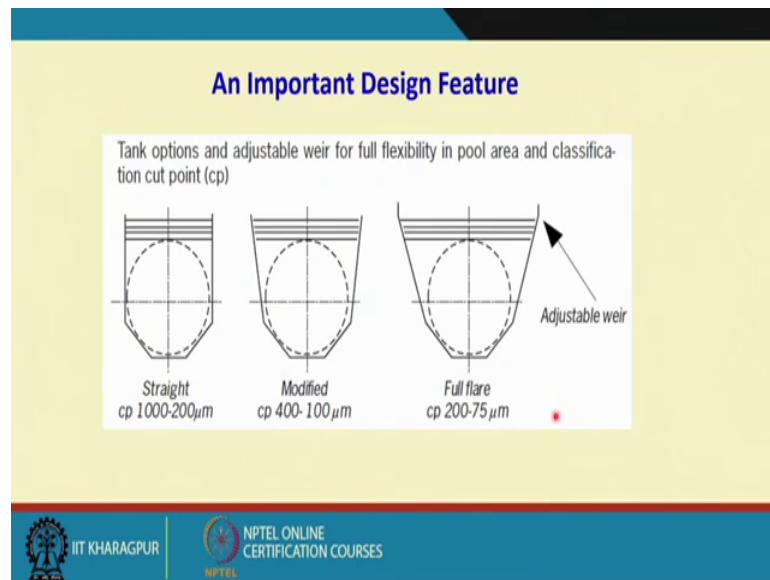 An Important Design Feature
Tank options and adjustable weir for full flexibility in pool area and classifica-
tion cut point (cp)
Adjustable weir
Straight
cp 1000-200µm
Modified
cp 400-100 µm
Full flare
cp 200-75 µm
IIT KHARAGPUR
NPTEL
NPTEL ONLINE
CERTIFICATION COURSES